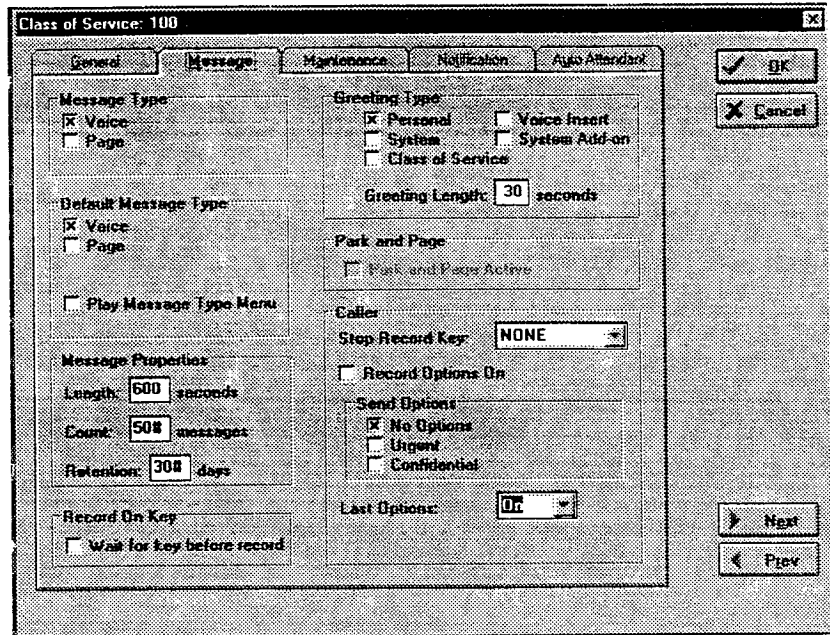 Class of Service: 100
General
Message
Maintenance
Notification
Auto Attendant
OK
Cancel
Message Type
Voice
Page
Default Message Type
Voice
Page
Play Message Type Menu
Message Properties
Length: 600 seconds
Count: 50# messages
Retention: 30# days
Record On Key
Wait for key before record
Greeting Type
Personal
Voice Insert
System
System Add-on
Class of Service
Greeting Length: 30 seconds
Park and Page
Park and Page Active
Caller
Stop Record Key: NONE
Record Options On
Send Options
No Options
Urgent
Confidential
Last Options: On
Next
Prev